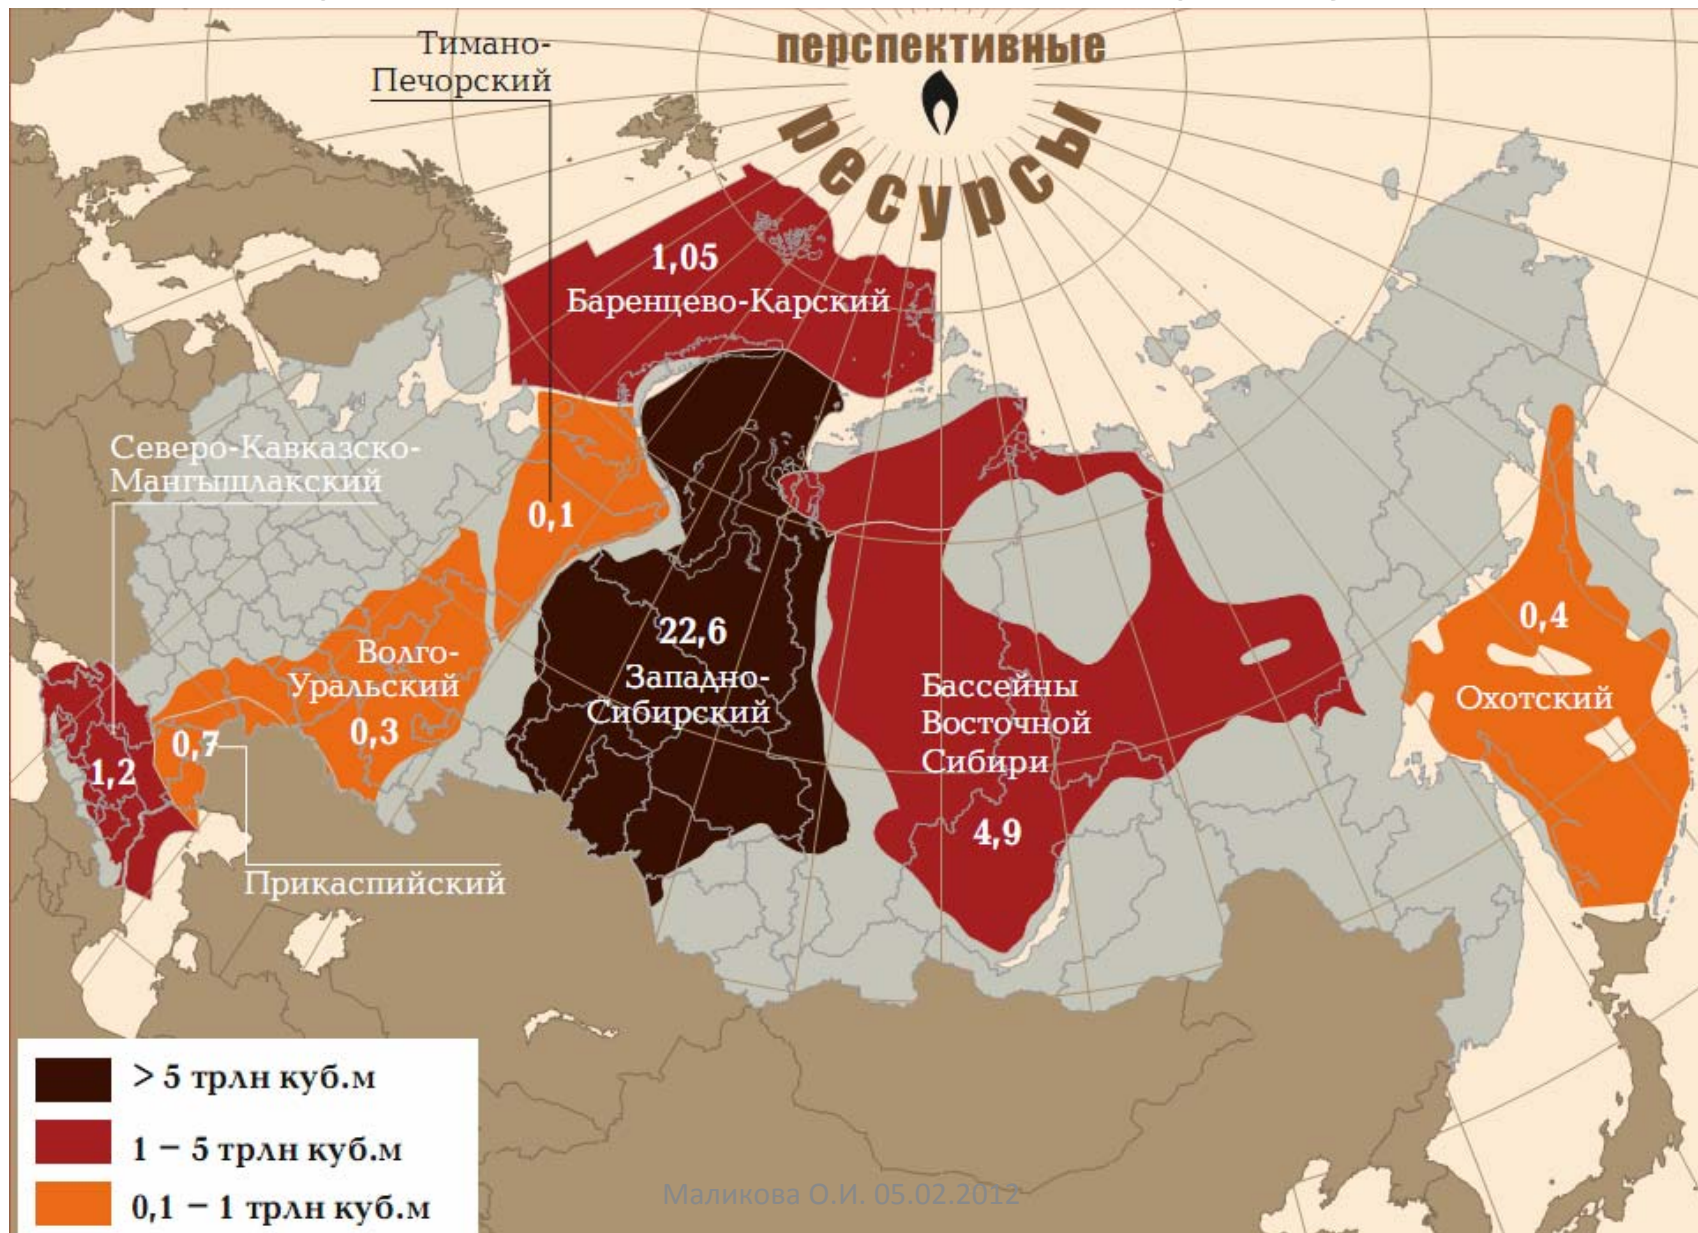 перспективные
ресурсы
Тимано-
Печорский
1,05
Баренцево-Карский
Северо-Кавказско-
Мангышлакский
0,1
22,6
Западно-
Сибирский
Волго-
Уральский
0,3
0,7
1,2
Прикаспийский
Бассейны
Восточной
Сибири
4,9
0,4
Охотский
> 5 трлн куб.м
1 – 5 трлн куб.м
0,1 – 1 трлн куб.м
Маликова О.И. 05.02.2012